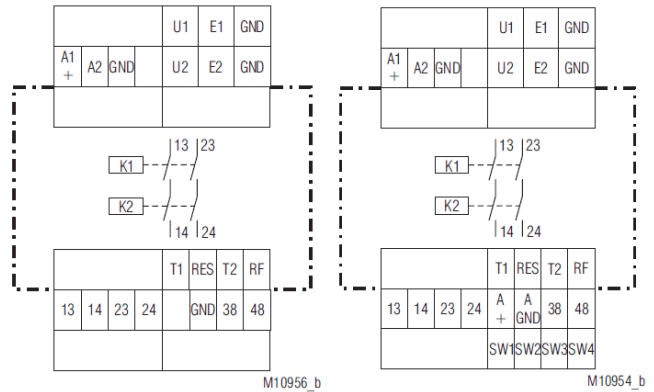 U1 E1 GND
A1 + A2 GND U2 E2 GND
13 23
K1
K2
14 24
T1 RES T2 RF
13 14 23 24 GND 38 48
M10956_b
U1 E1 GND
A1 + A2 GND U2 E2 GND
13 23
K1
K2
14 24
T1 RES T2 RF
13 14 23 24 A + A GND 38 48
SW1 SW2 SW3 SW4
M10954_b